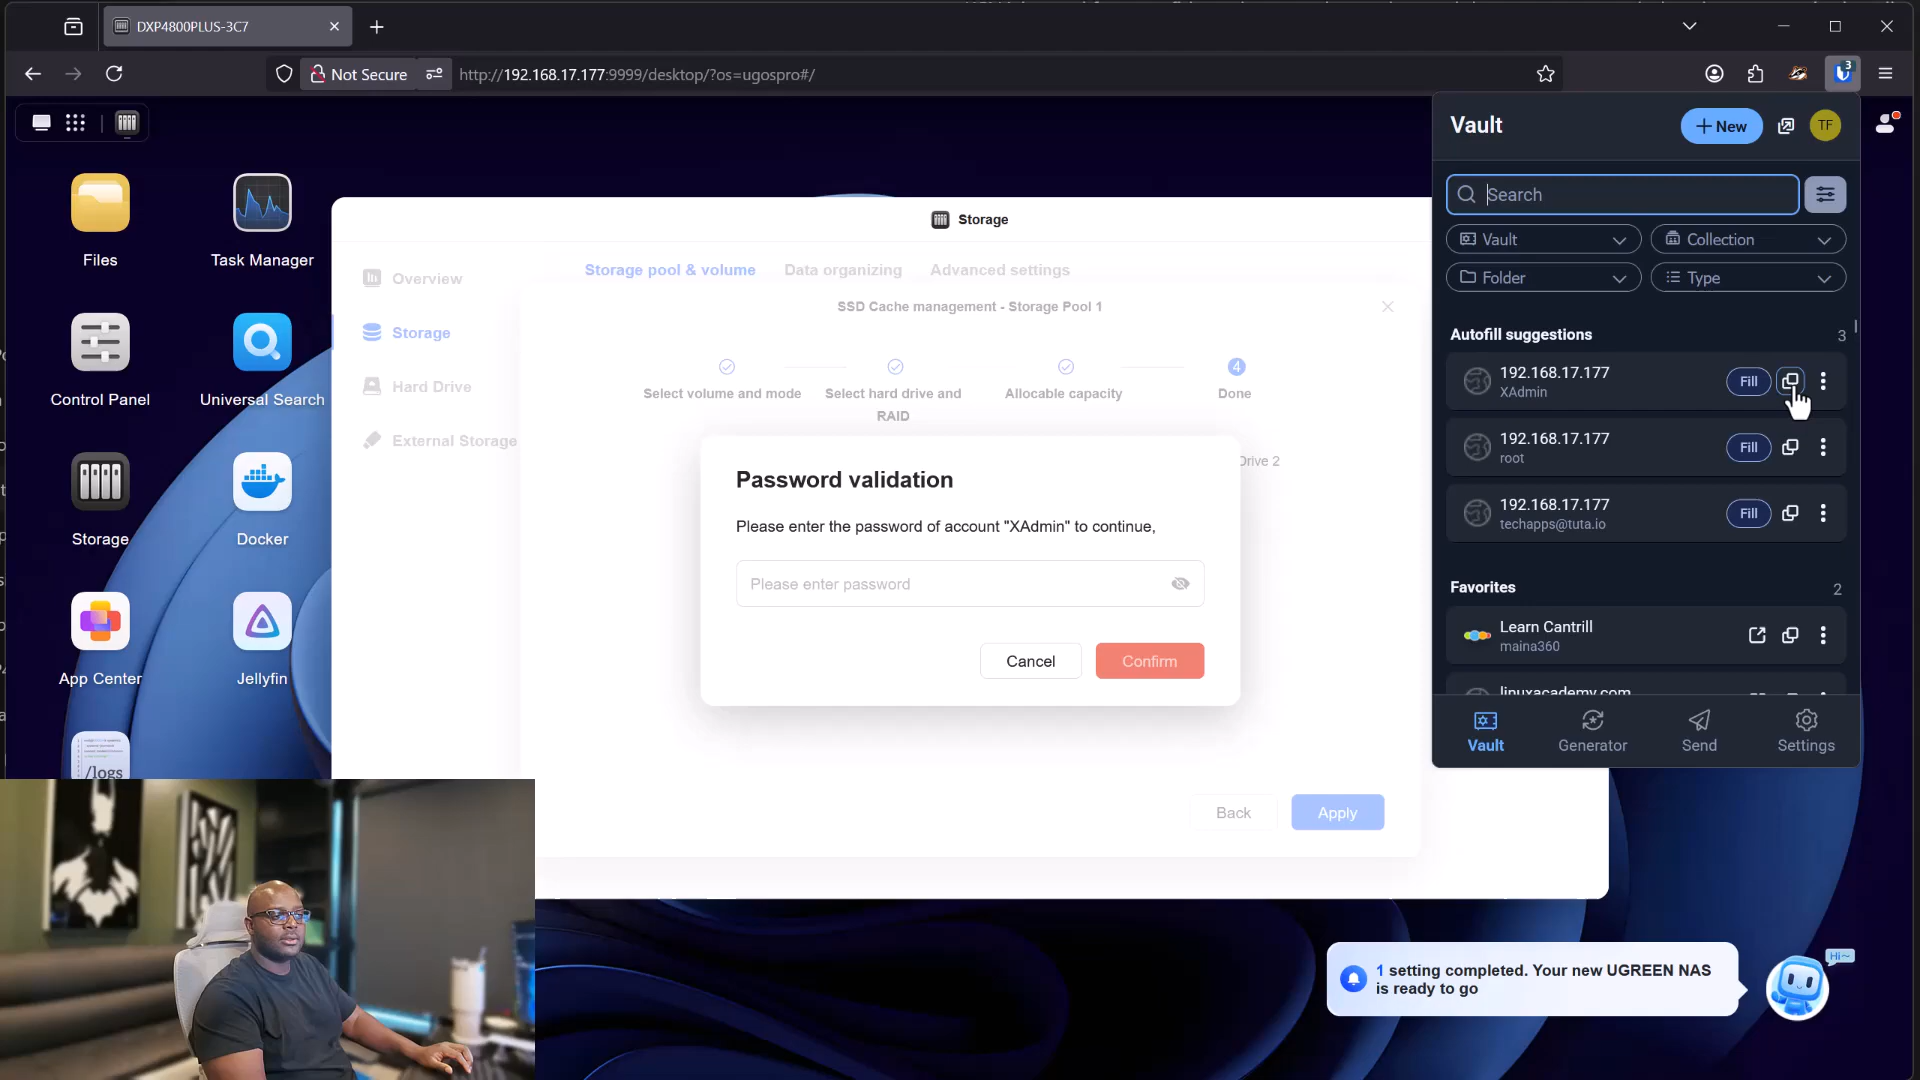 DXP4800PLUS-3C7
Not Secure
http://192.168.17.177:9999/desktop/?os=ugospro#/
3
Files
Task Manager
Control Panel
Universal Search
Storage
Docker
App Center
Jellyfin
/logs
Storage
Overview
Storage
Hard Drive
External Storage
Storage pool & volume
Data organizing
Advanced settings
SSD Cache management - Storage Pool 1
4
Select volume and mode
Select hard drive and
RAID
Allocable capacity
Done
Drive 2
Password validation
Please enter the password of account "XAdmin" to continue,
Please enter password
Cancel
Confirm
Back
Apply
Vault
New
TF
Search
Vault
Collection
Folder
Type
Autofill suggestions
3
192.168.17.177
XAdmin
Fill
192.168.17.177
root
Fill
192.168.17.177
techapps@tuta.io
Fill
Favorites
2
Learn Cantrill
maina360
linuxacademy.com
Vault
Generator
Send
Settings
1 setting completed. Your new UGREEN NAS
is ready to go
Hi~